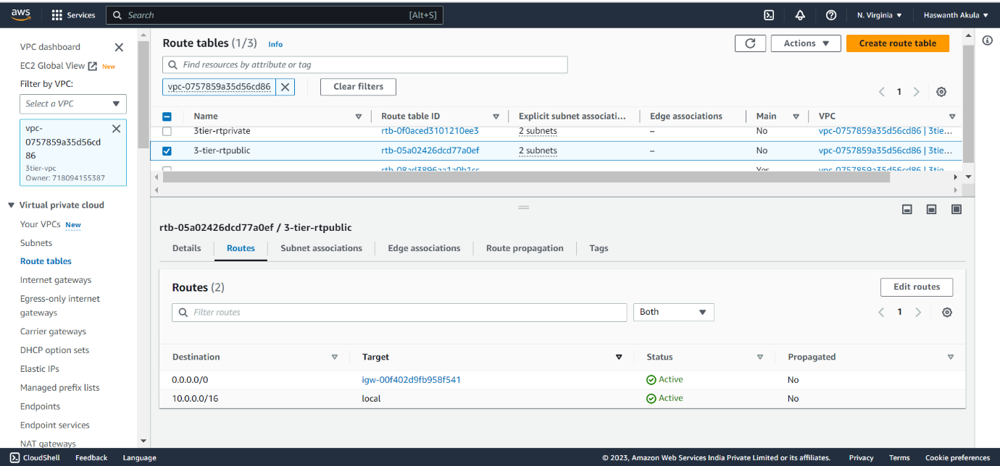 aws Services Search [Alt+S] N. Virginia Haswanth Akula
VPC dashboard
EC2 Global View New
Filter by VPC:
Select a VPC
vpc-
0757859a35d56cd
86
3tier-vpc
Owner: 718094155387
Virtual private cloud
Your VPCs New
Subnets
Route tables
Internet gateways
Egress-only internet
gateways
Carrier gateways
DHCP option sets
Elastic IPs
Managed prefix lists
Endpoints
Endpoint services
NAT gateways
Route tables (1/3) Info Actions Create route table
Find resources by attribute or tag
vpc-0757859a35d56cd86 Clear filters 1
Name Route table ID Explicit subnet associati... Edge associations Main VPC
3tier-rtprivate rtb-0f0aced3101210ee3 2 subnets – No vpc-0757859a35d56cd86 | 3tie...
3-tier-rtpublic rtb-05a02426dcd77a0ef 2 subnets – No vpc-0757859a35d56cd86 | 3tie...
rtb-08ad3896aa1a0b1cc Yes vpc-0757859a35d56cd86 | 3tie...
rtb-05a02426dcd77a0ef / 3-tier-rtpublic
Details Routes Subnet associations Edge associations Route propagation Tags
Routes (2) Edit routes
Filter routes Both 1
Destination Target Status Propagated
0.0.0.0/0 igw-00f402d9fb958f541 Active No
10.0.0.0/16 local Active No
CloudShell Feedback Language © 2023, Amazon Web Services India Private Limited or its affiliates. Privacy Terms Cookie preferences